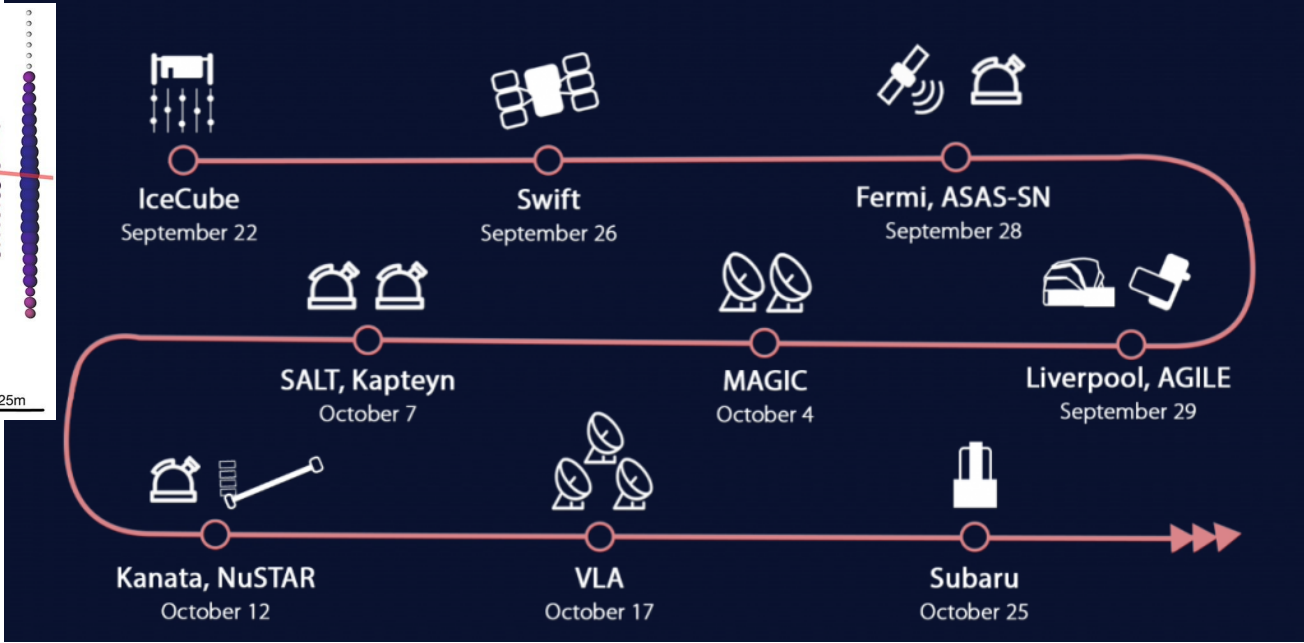 IceCube
September 22
Swift
September 26
Fermi, ASAS-SN
September 28
Liverpool, AGILE
September 29
MAGIC
October 4
SALT, Kapteyn
October 7
25m
Kanata, NuSTAR
October 12
VLA
October 17
Subaru
October 25